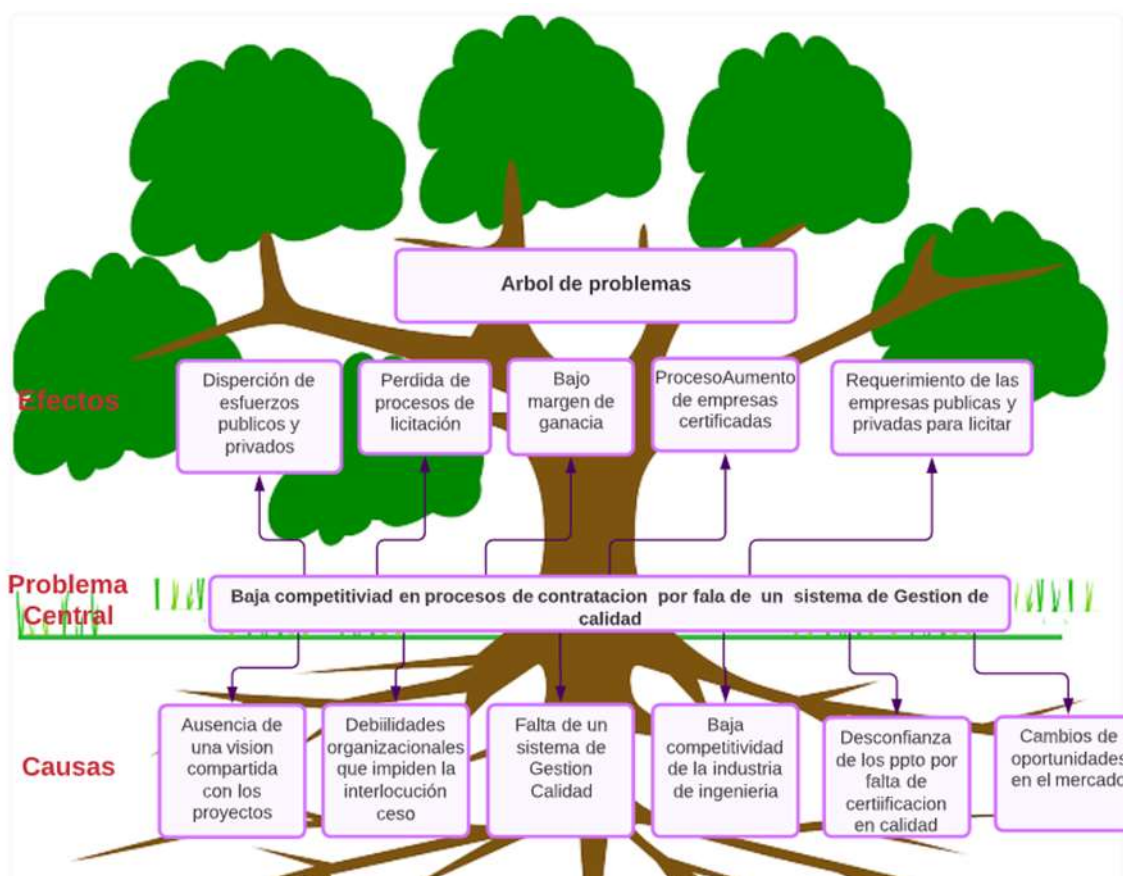 Arbol de problemas
Efectos
Disperción de
esfuerzos
publicos y
privados
Perdida de
procesos de
licitación
Bajo
margen de
ganacia
ProcesoAumento
de empresas
certificadas
Requerimiento de las
empresas publicas y
privadas para licitar
Problema
Central
Baja competitiviad en procesos de contratacion por fala de un sistema de Gestion de
calidad
Causas
Ausencia de
una vision
compartida
con los
proyectos
Debiilidades
organizacionales
que impiden la
interlocución
ceso
Falta de un
sistema de
Gestion
Calidad
Baja
competitividad
de la industria
de ingenieria
Desconfianza
de los ppto por
falta de
certiificacion
en calidad
Cambios de
oportunidades
en el mercado